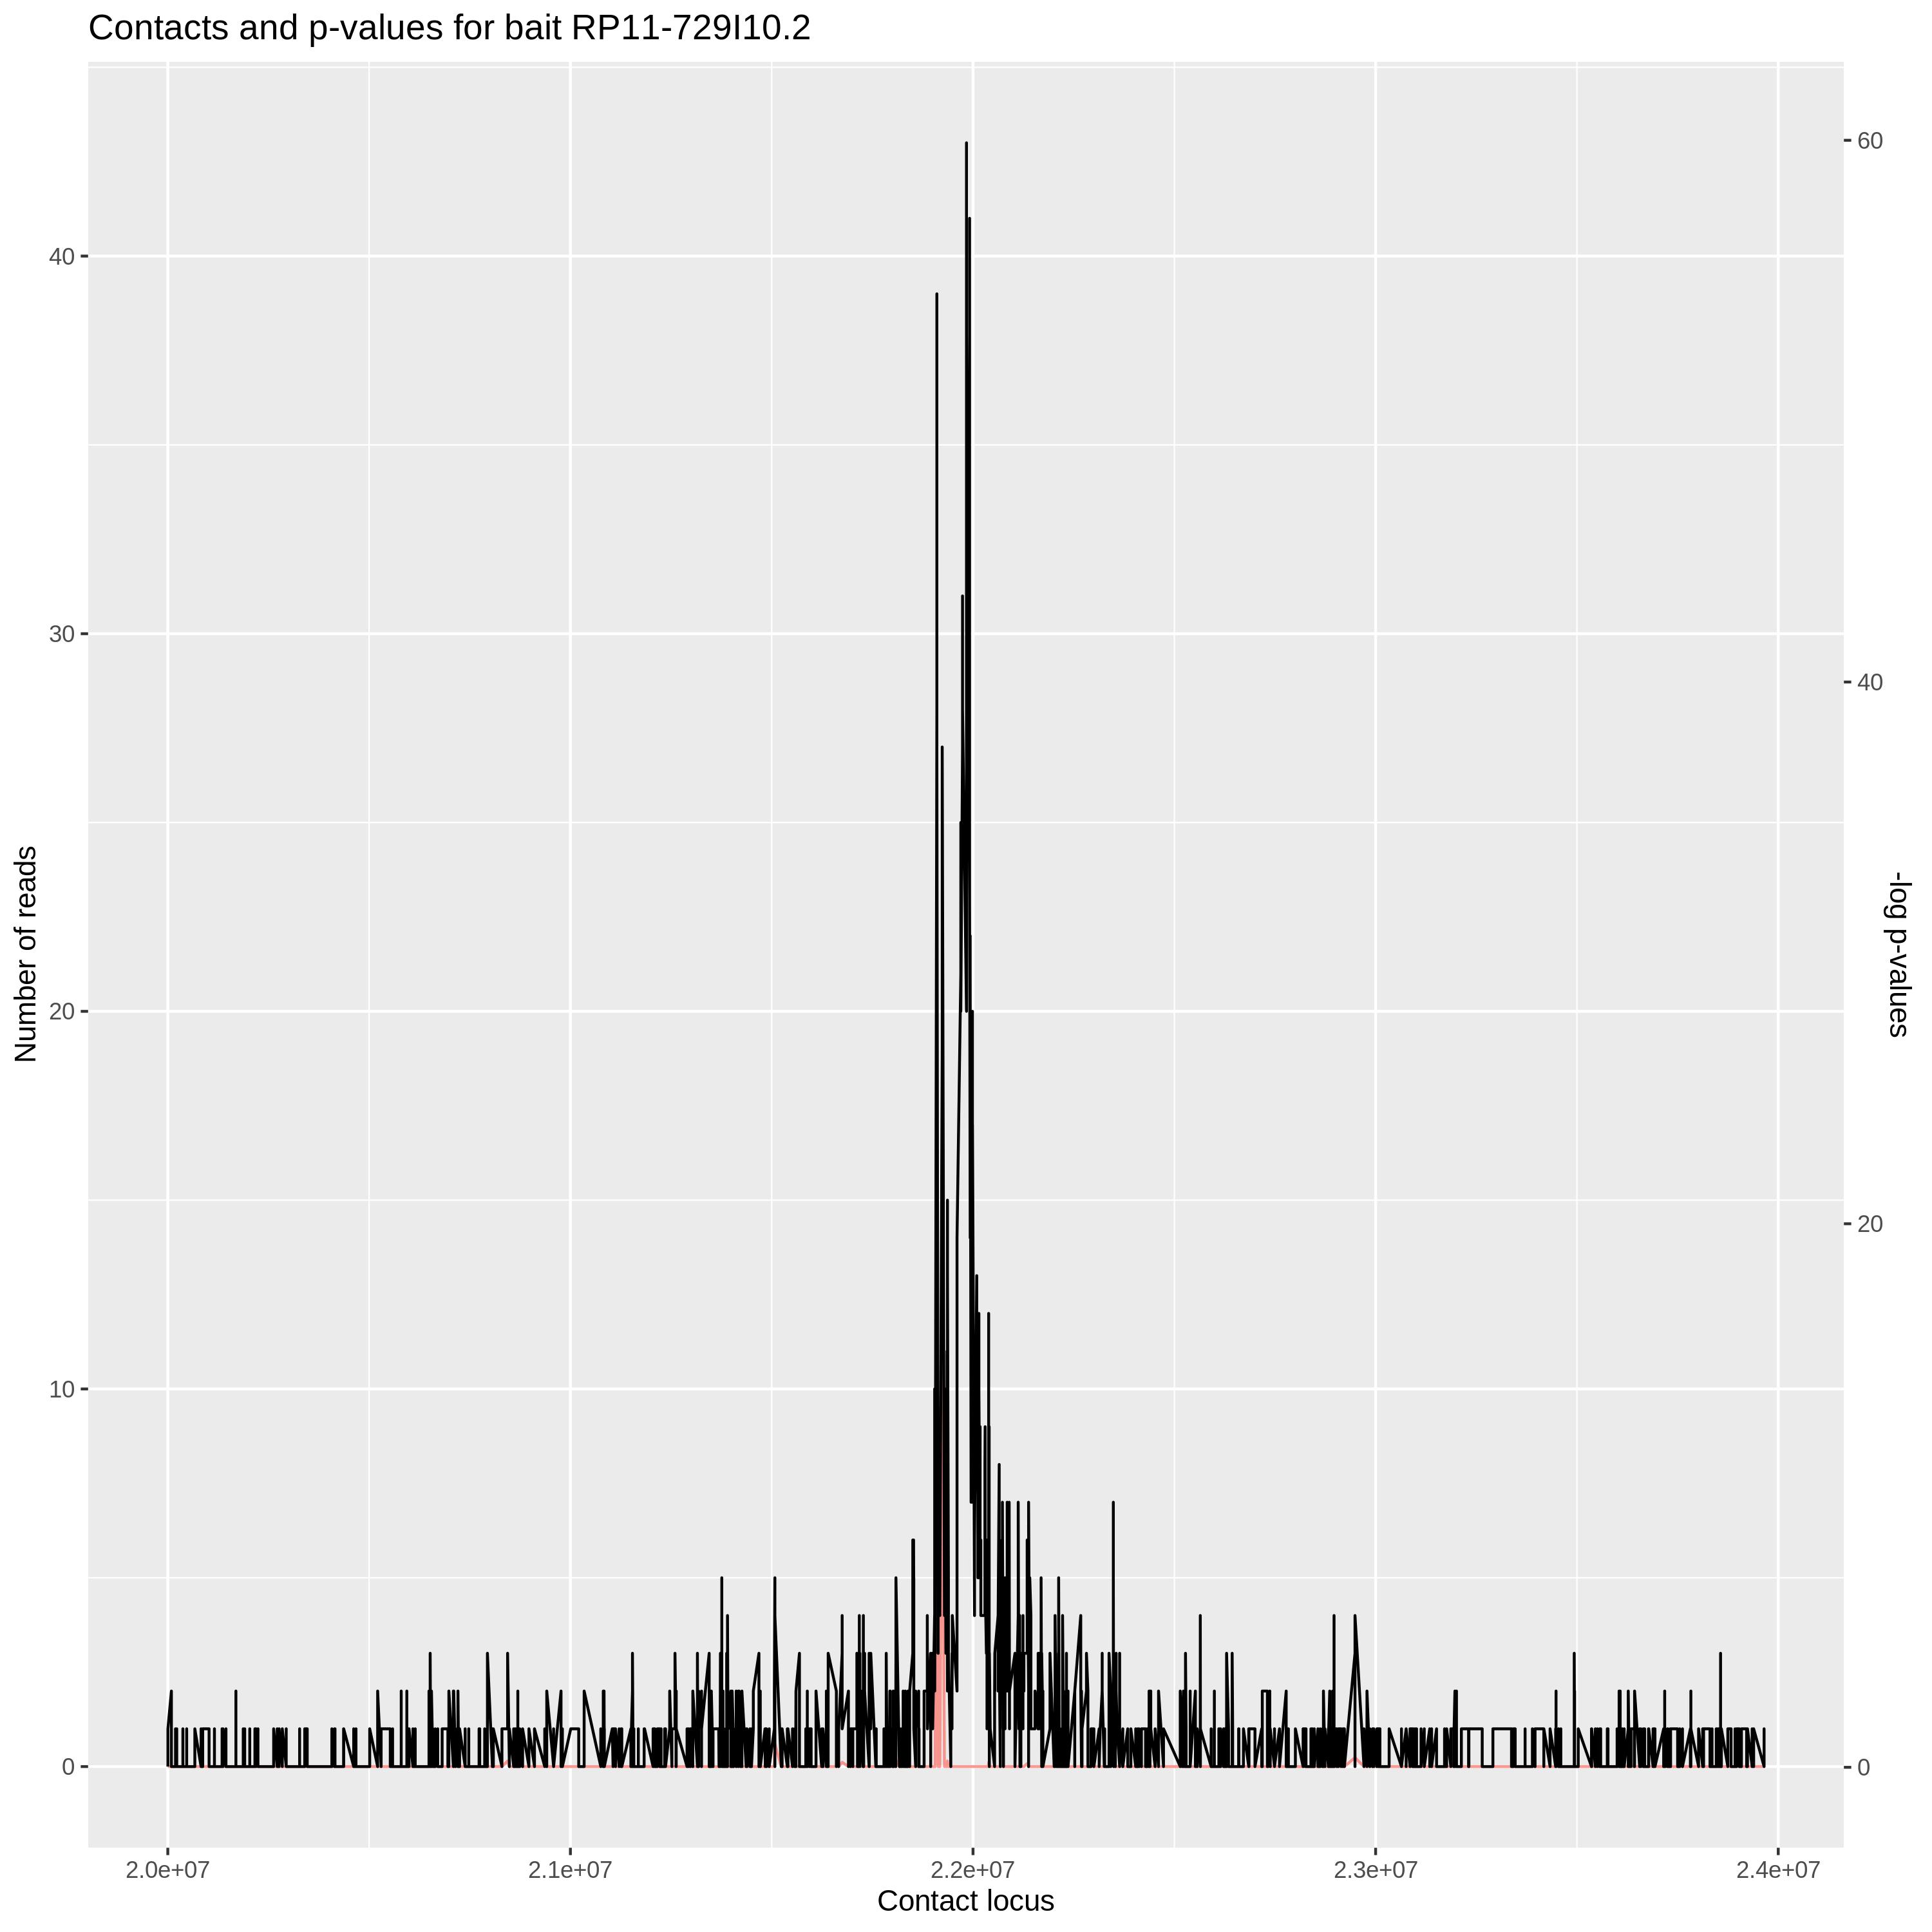 Contacts and p-values for bait RP11-729I10.2
Number of reads
40
30
20
10
0
60
40
20
0
-log p-values
2.0e+07 2.1e+07 2.2e+07 2.3e+07 2.4e+07
Contact locus